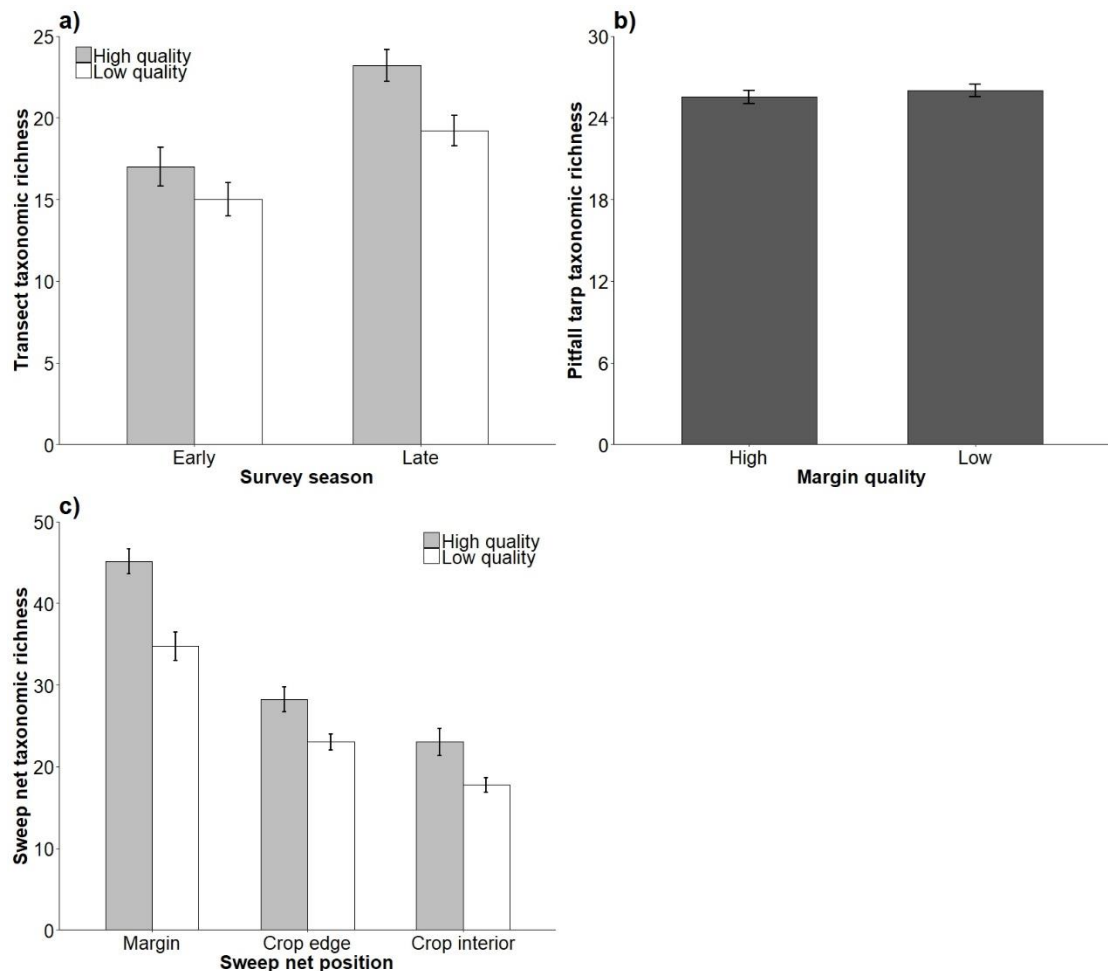 a)
Transect taxonomic richness
25
20
15
10
5
0
High quality
Low quality
Early
Late
Survey season
b)
Pitfall tarp taxonomic richness
30
24
18
12
6
0
High
Low
Margin quality
c)
Sweep net taxonomic richness
50
40
30
20
10
0
High quality
Low quality
Margin
Crop edge
Crop interior
Sweep net position